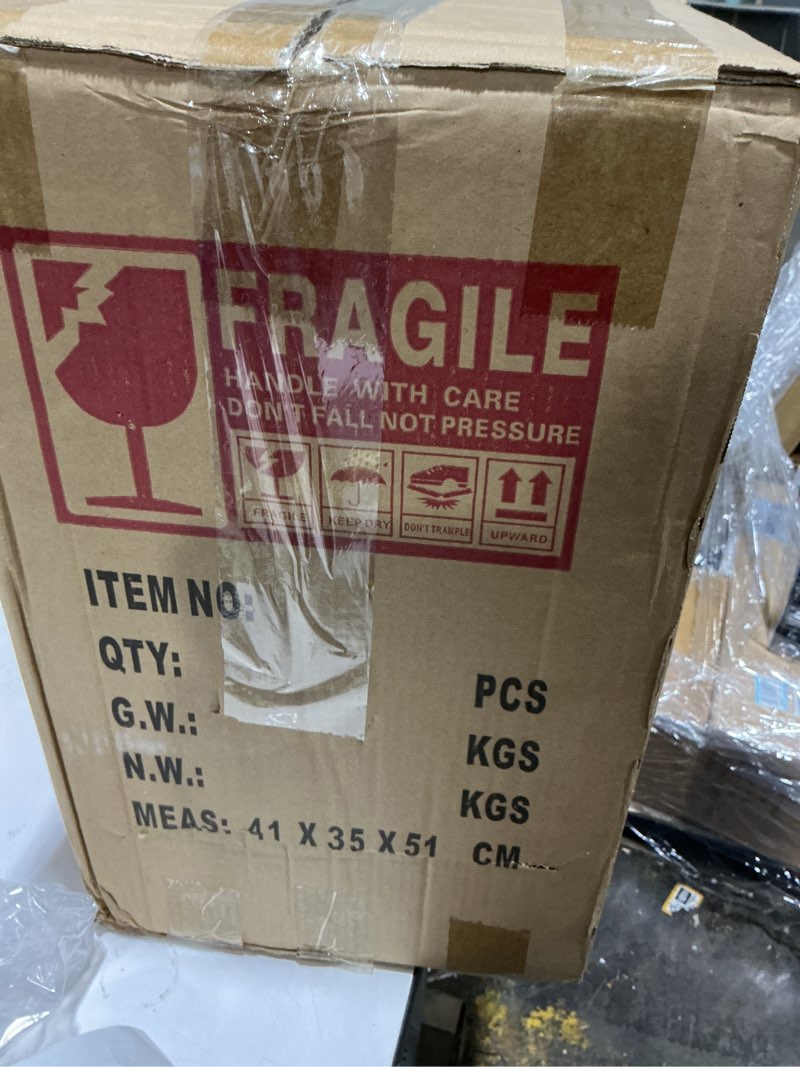 FRAGILE
HANDLE WITH CARE
DON'T FALL NOT PRESSURE
FRAGILE KEEP DRY DON'T TRAMPLE UPWARD
ITEM NO:
QTY: PCS
G.W.: KGS
N.W.: KGS
MEAS: 41 X 35 X 51 CM